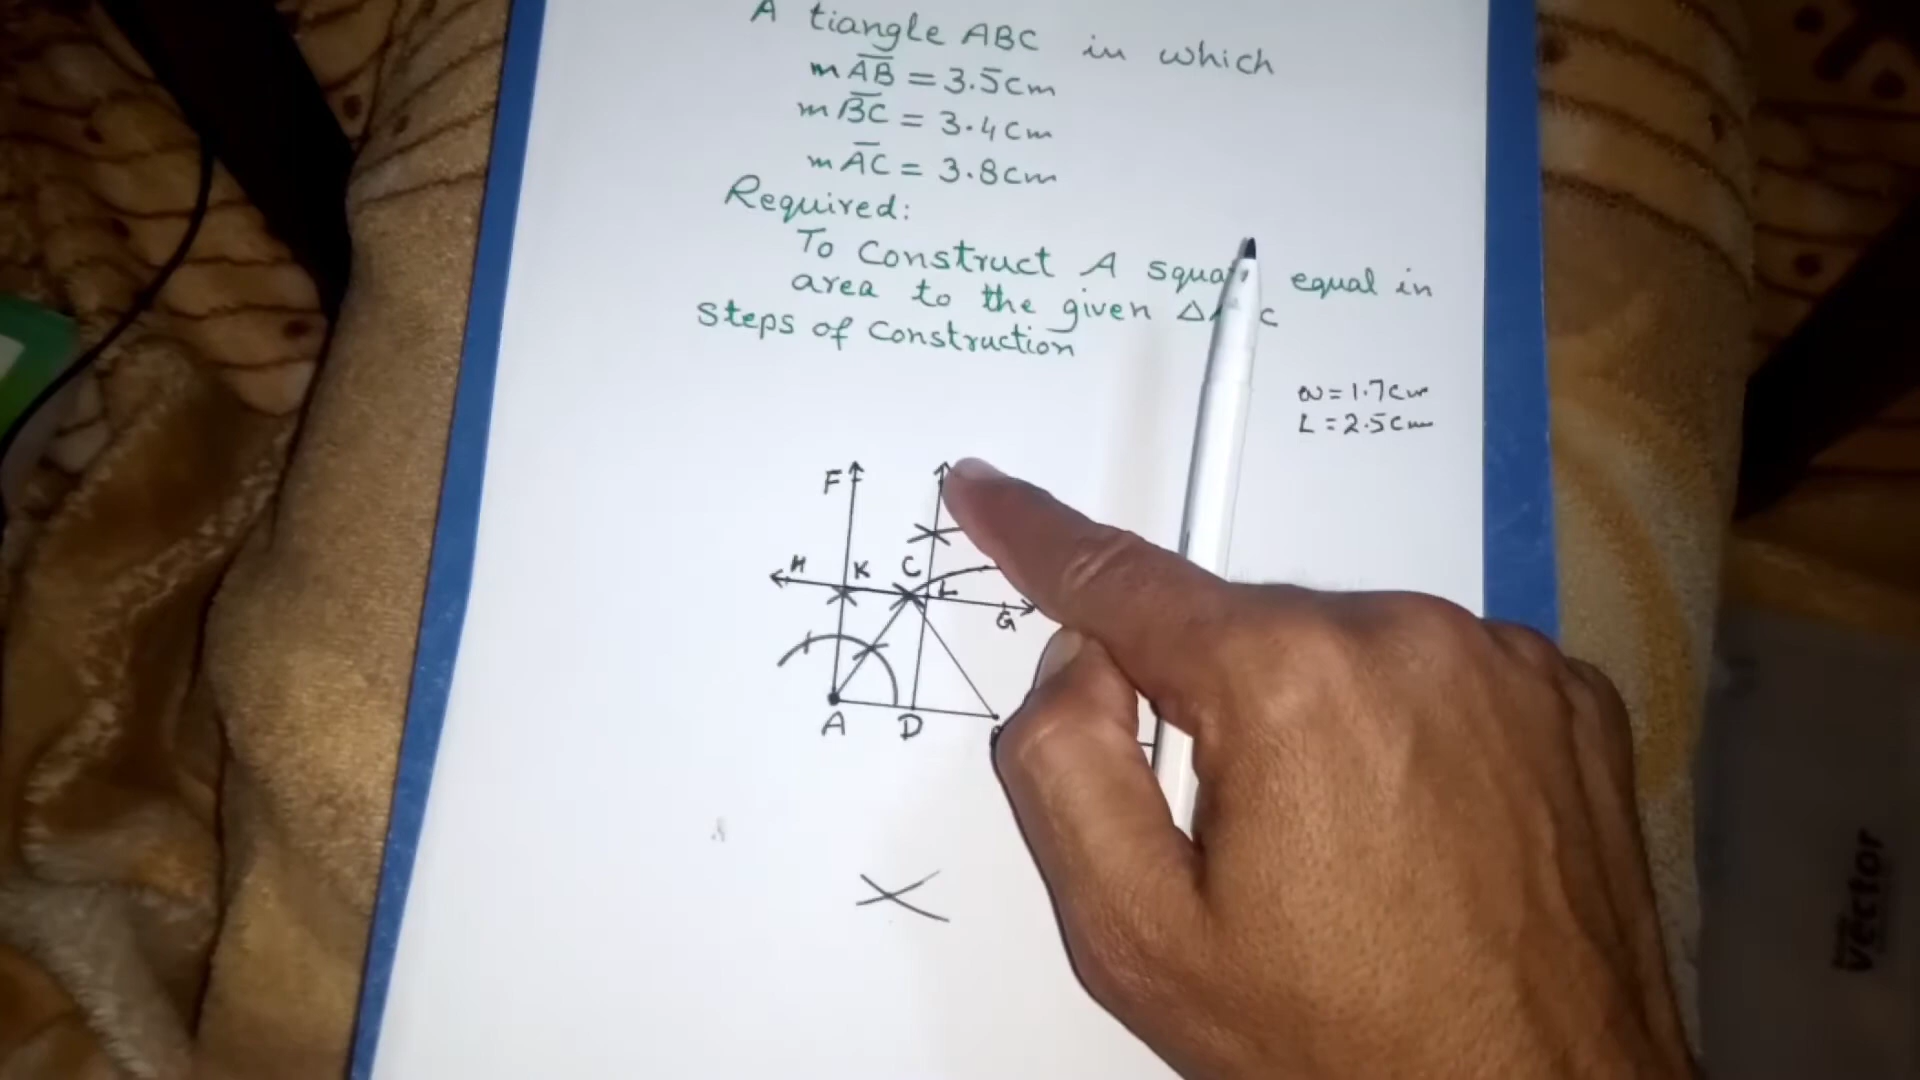 A tiangle ABC in which
mAB = 3.5cm
mBC = 3.4cm
mAC = 3.8cm
Required:
To Construct A equal in
area to the given
Steps of Construction
= 1.7cm
L = 2.5cm
F
H K C L
G
A D
Vector